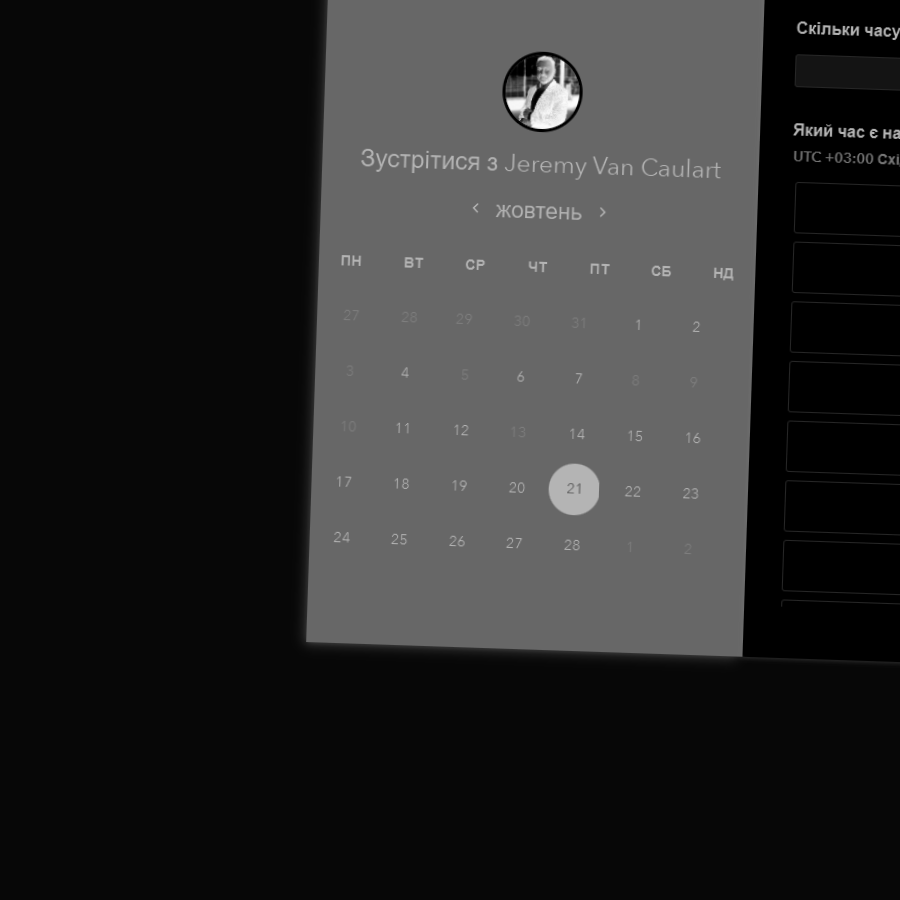 Зустрітися з Jeremy Van Caulart
жовтень
ПН ВТ СР ЧТ ПТ СБ НД
27 28 29 30 31 1 2
3 4 5 6 7 8 9
10 11 12 13 14 15 16
17 18 19 20 21 22 23
24 25 26 27 28 1 2
Скільки часу
Який час є
UTC +03:00